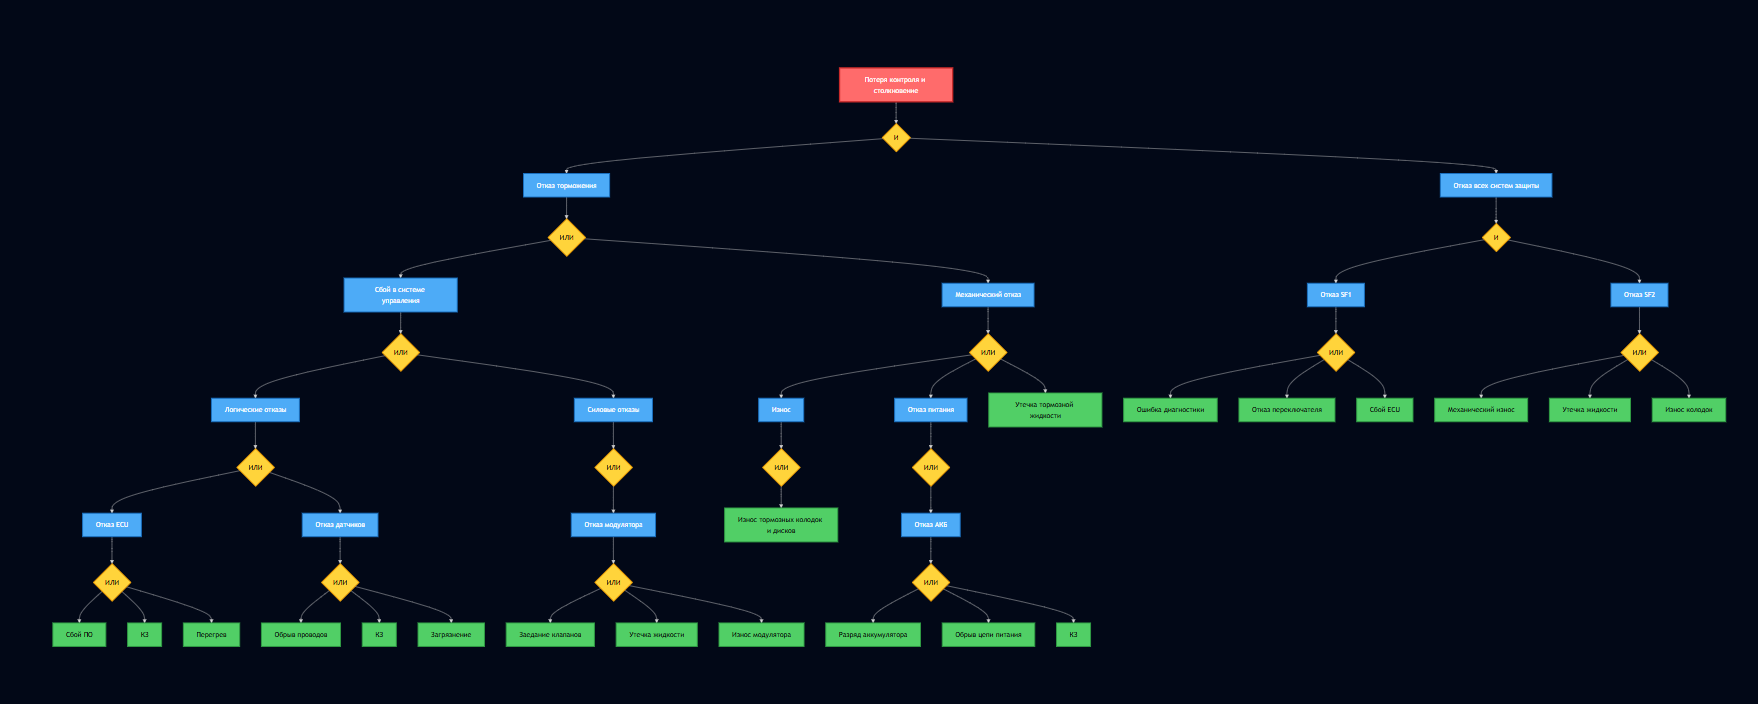 Потеря контроля и
столкновение
И
Отказ торможения
Отказ всех систем защиты
ИЛИ
И
Сбой в системе
управления
Механический отказ
Отказ SF1
Отказ SF2
ИЛИ
ИЛИ
ИЛИ
ИЛИ
Логические отказы
Силовые отказы
Износ
Отказ питания
Утечка тормозной
жидкости
Ошибка диагностики
Отказ переключателя
Сбой ECU
Механический износ
Утечка жидкости
Износ колодок
ИЛИ
ИЛИ
ИЛИ
ИЛИ
Отказ ECU
Отказ датчиков
Отказ модулятора
Износ тормозных колодок
и дисков
Отказ АКБ
ИЛИ
ИЛИ
ИЛИ
ИЛИ
Сбой ПО
КЗ
Перегрев
Обрыв проводов
КЗ
Загрязнение
Заедание клапанов
Утечка жидкости
Износ модулятора
Разряд аккумулятора
Обрыв цепи питания
КЗ